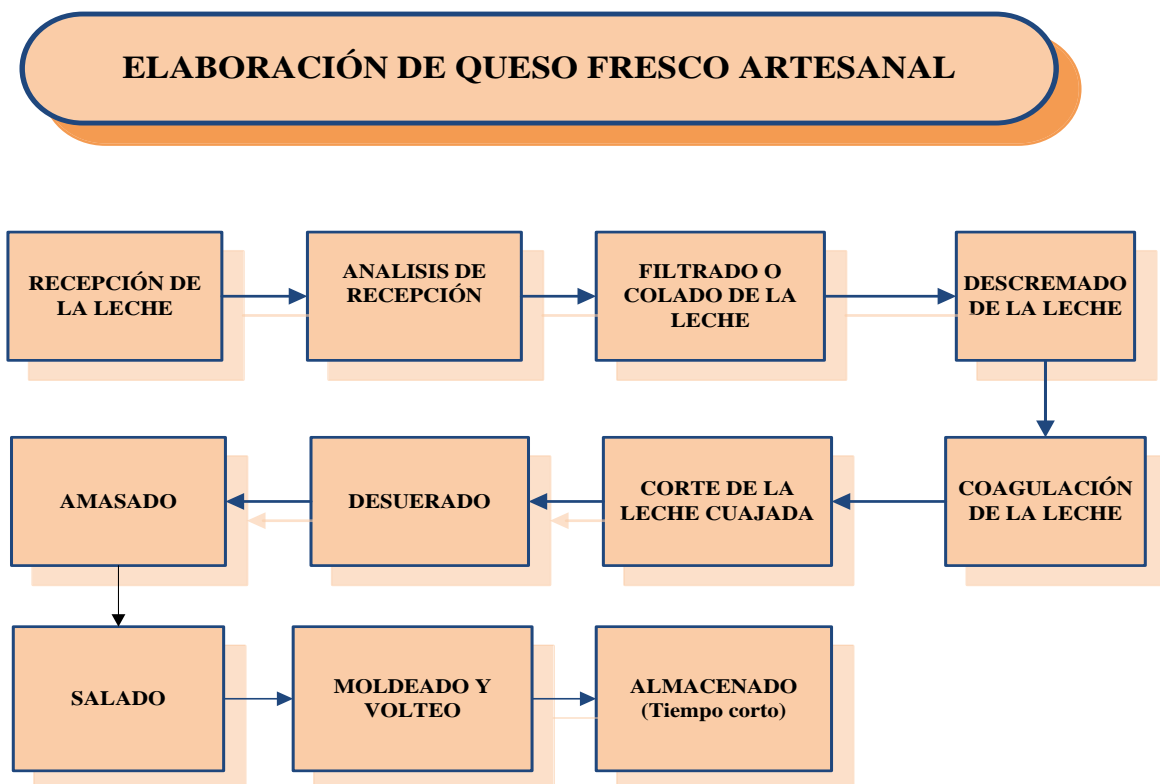 ELABORACIÓN DE QUESO FRESCO ARTESANAL
RECEPCIÓN DE
LA LECHE
ANALISIS DE
RECEPCIÓN
FILTRADO O
COLADO DE LA
LECHE
DESCREMADO
DE LA LECHE
COAGULACIÓN
DE LA LECHE
CORTE DE LA
LECHE CUAJADA
DESUERADO
AMASADO
SALADO
MOLDEADO Y
VOLTEO
ALMACENADO
(Tiempo corto)